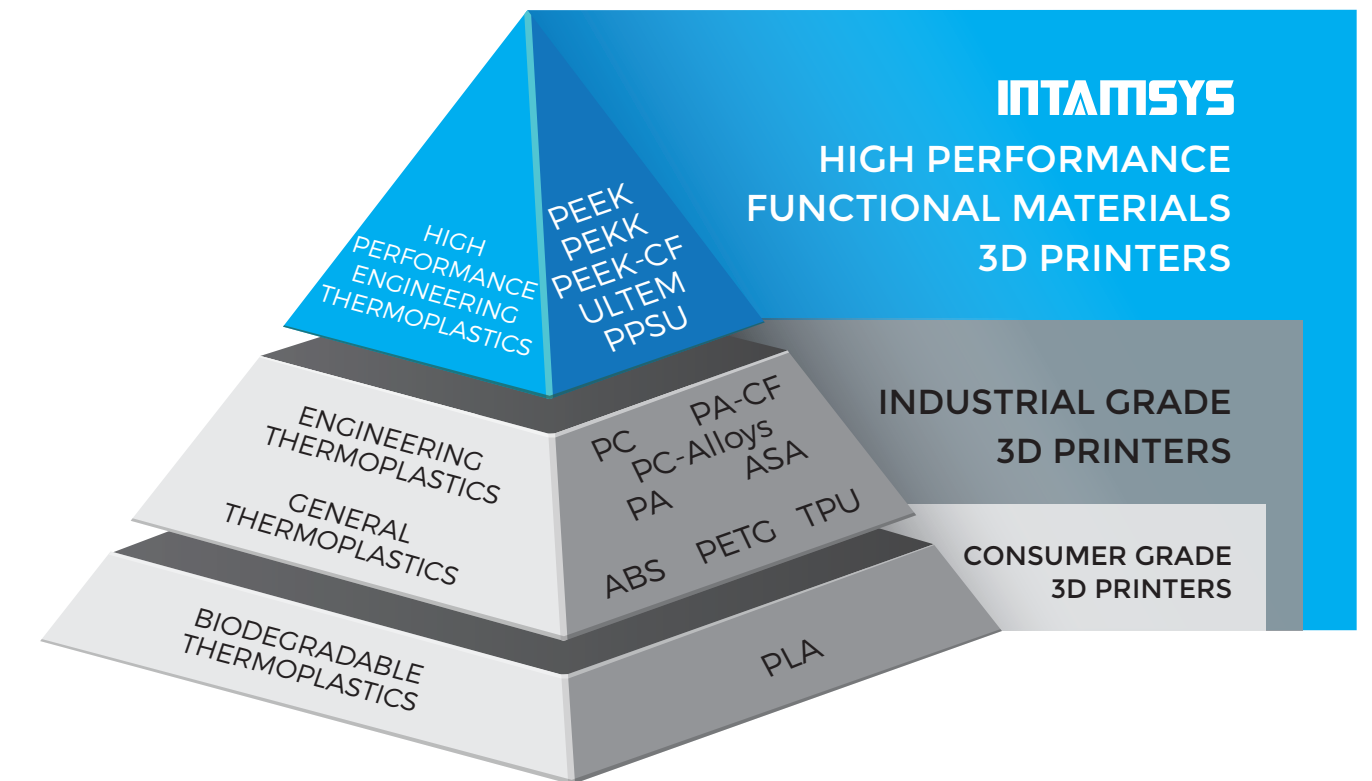 INTAMSYS
HIGH PERFORMANCE
FUNCTIONAL MATERIALS
3D PRINTERS
HIGH
PERFORMANCE
ENGINEERING
THERMOPLASTICS
PEEK
PEKK
PEEK-CF
ULTEM
PPSU
INDUSTRIAL GRADE
3D PRINTERS
ENGINEERING
THERMOPLASTICS
GENERAL
THERMOPLASTICS
PC PA-CF
PC-Alloys
PA ASA
ABS PETG TPU
CONSUMER GRADE
3D PRINTERS
BIODEGRADABLE
THERMOPLASTICS
PLA